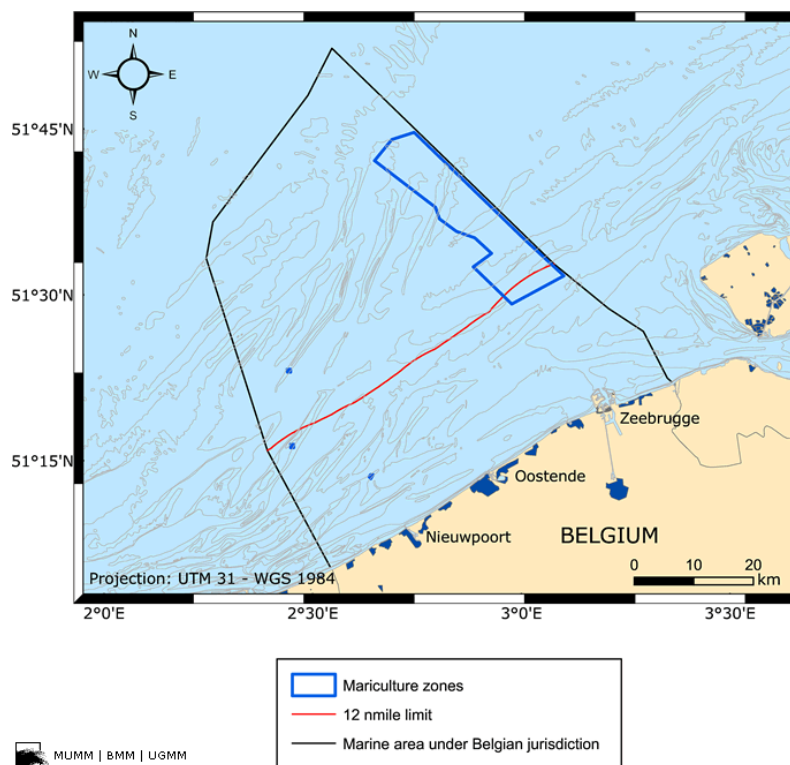 N
W E
S
51°45'N
51°30'N
51°15'N
Zeebrugge
Oostende
Nieuwpoort
BELGIUM
0 10 20
km
Projection: UTM 31 - WGS 1984
2°0'E 2°30'E 3°0'E 3°30'E
Mariculture zones
12 nmile limit
Marine area under Belgian jurisdiction
MUMM | BMM | UGMM